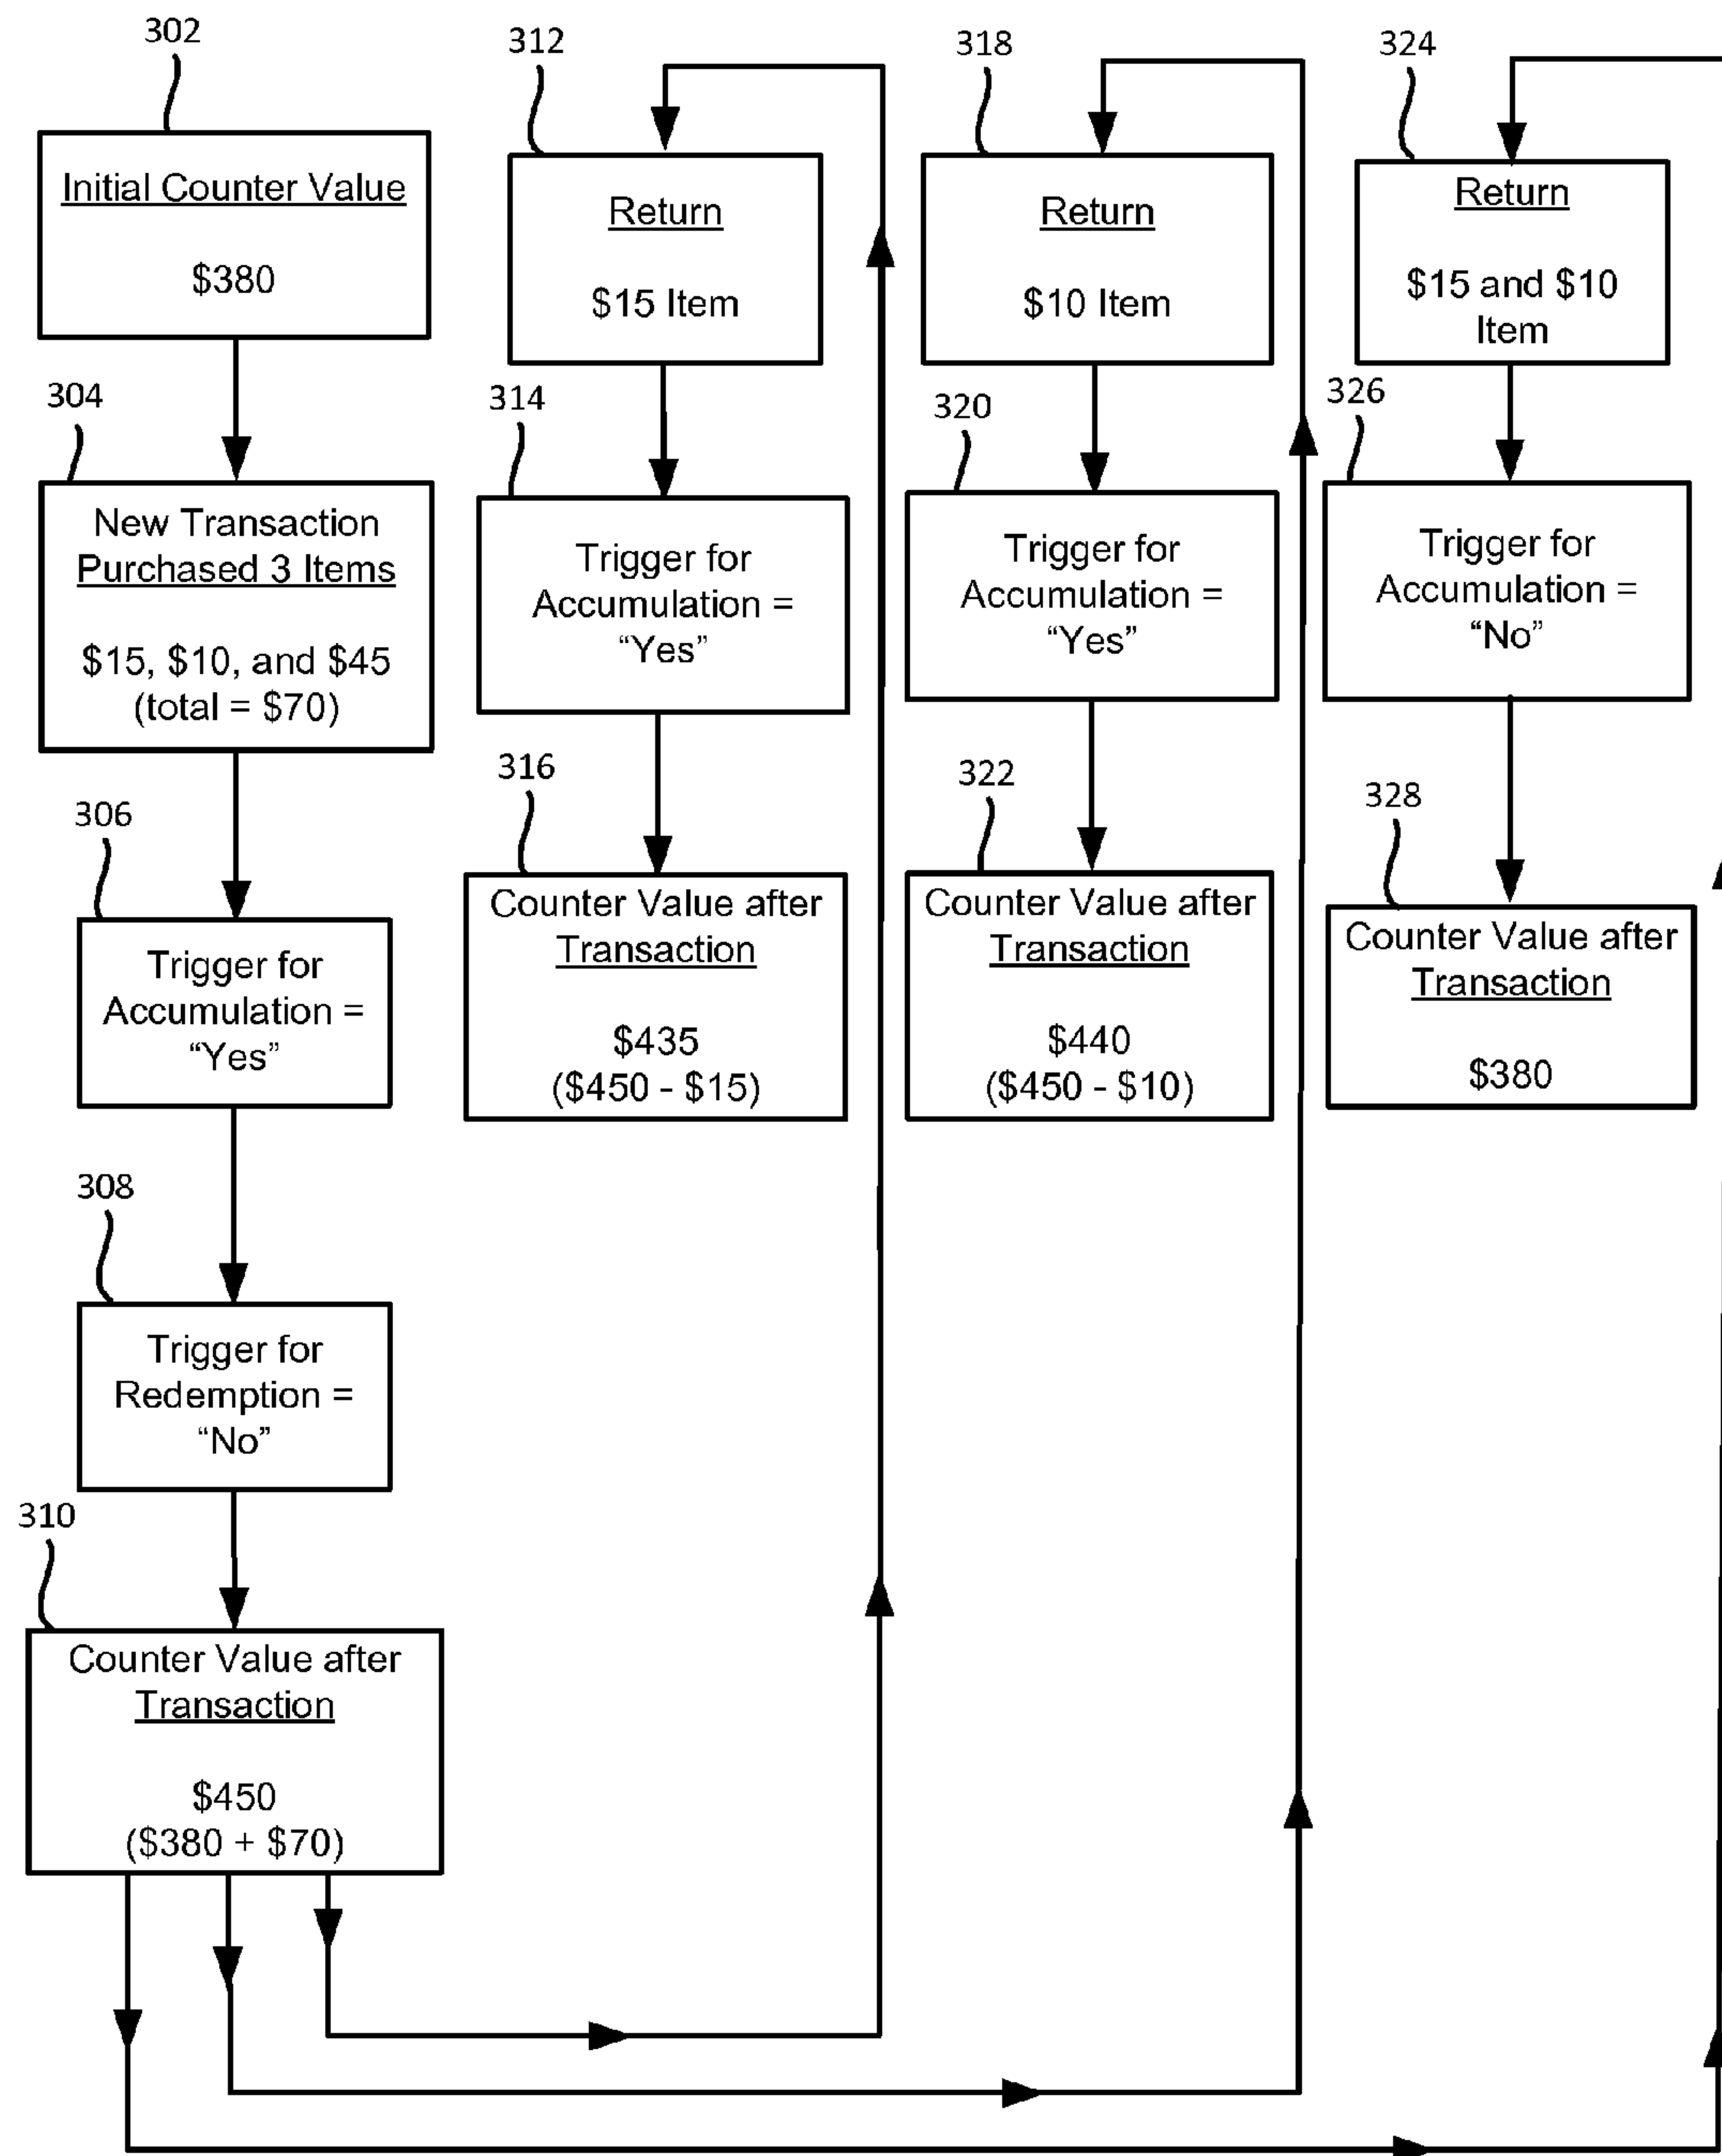 302
Initial Counter Value
$380
304
New Transaction
Purchased 3 Items
$15, $10, and $45
(total = $70)
306
Trigger for
Accumulation =
“Yes”
308
Trigger for
Redemption =
“No”
310
Counter Value after
Transaction
$450
($380 + $70)
312
Return
$15 Item
314
Trigger for
Accumulation =
“Yes”
316
Counter Value after
Transaction
$435
($450 - $15)
318
Return
$10 Item
320
Trigger for
Accumulation =
“Yes”
322
Counter Value after
Transaction
$440
($450 - $10)
324
Return
$15 and $10
Item
326
Trigger for
Accumulation =
“No”
328
Counter Value after
Transaction
$380